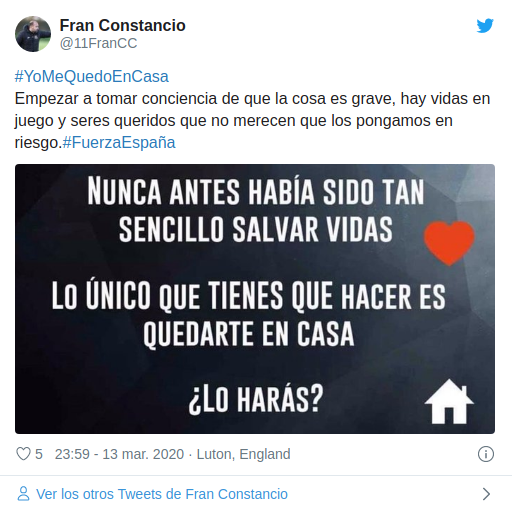 Fran Constancio
@11FranCC
#YoMeQuedoEnCasa
Empezar a tomar conciencia de que la cosa es grave, hay vidas en
juego y seres queridos que no merecen que los pongamos en
riesgo.#FuerzaEspaña
NUNCA ANTES HABÍA SIDO TAN
SENCILLO SALVAR VIDAS
LO ÚNICO QUE TIENES QUE HACER ES
QUEDARTE EN CASA
¿LO HARÁS?
5 23:59 - 13 mar. 2020 · Luton, England
Ver los otros Tweets de Fran Constancio